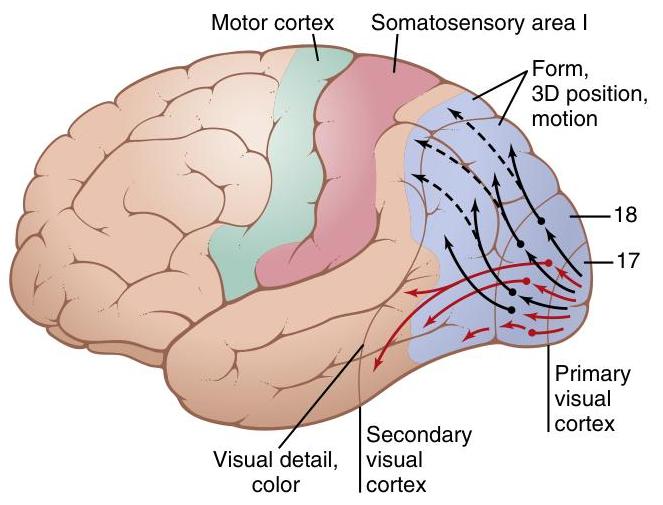 Motor cortex
Somatosensory area I
Form,
3D position,
motion
18
17
Primary
visual
cortex
Secondary
visual
cortex
Visual detail,
color